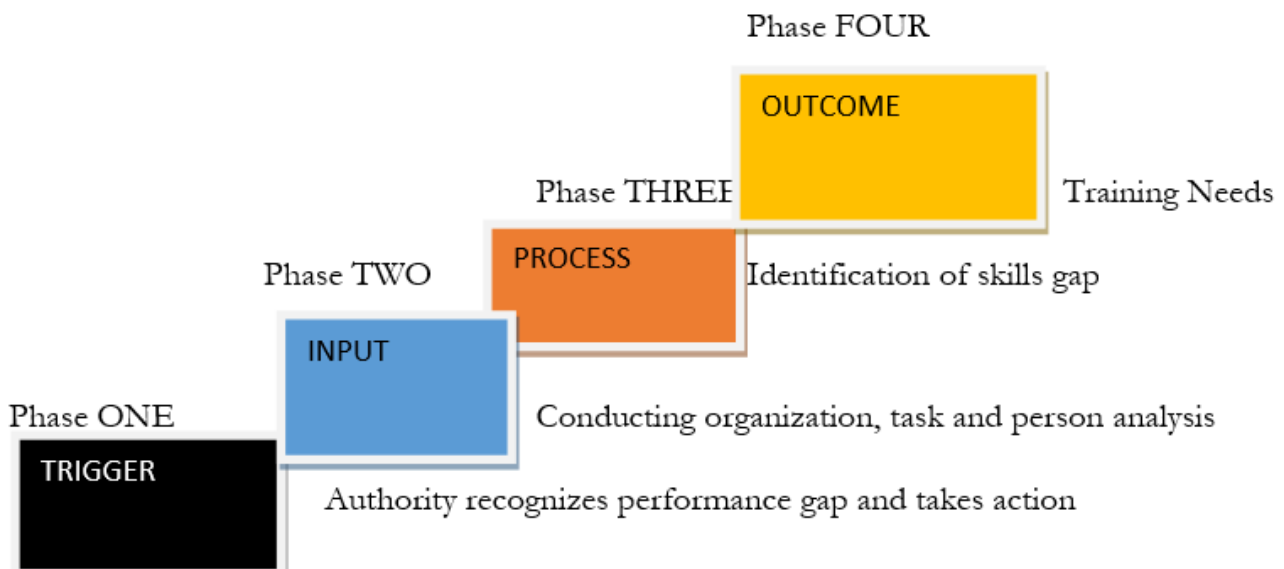 Phase FOUR
OUTCOME
Phase THREE
Training Needs
PROCESS
Phase TWO
Identification of skills gap
INPUT
Phase ONE
Conducting organization, task and person analysis
TRIGGER
Authority recognizes performance gap and takes action